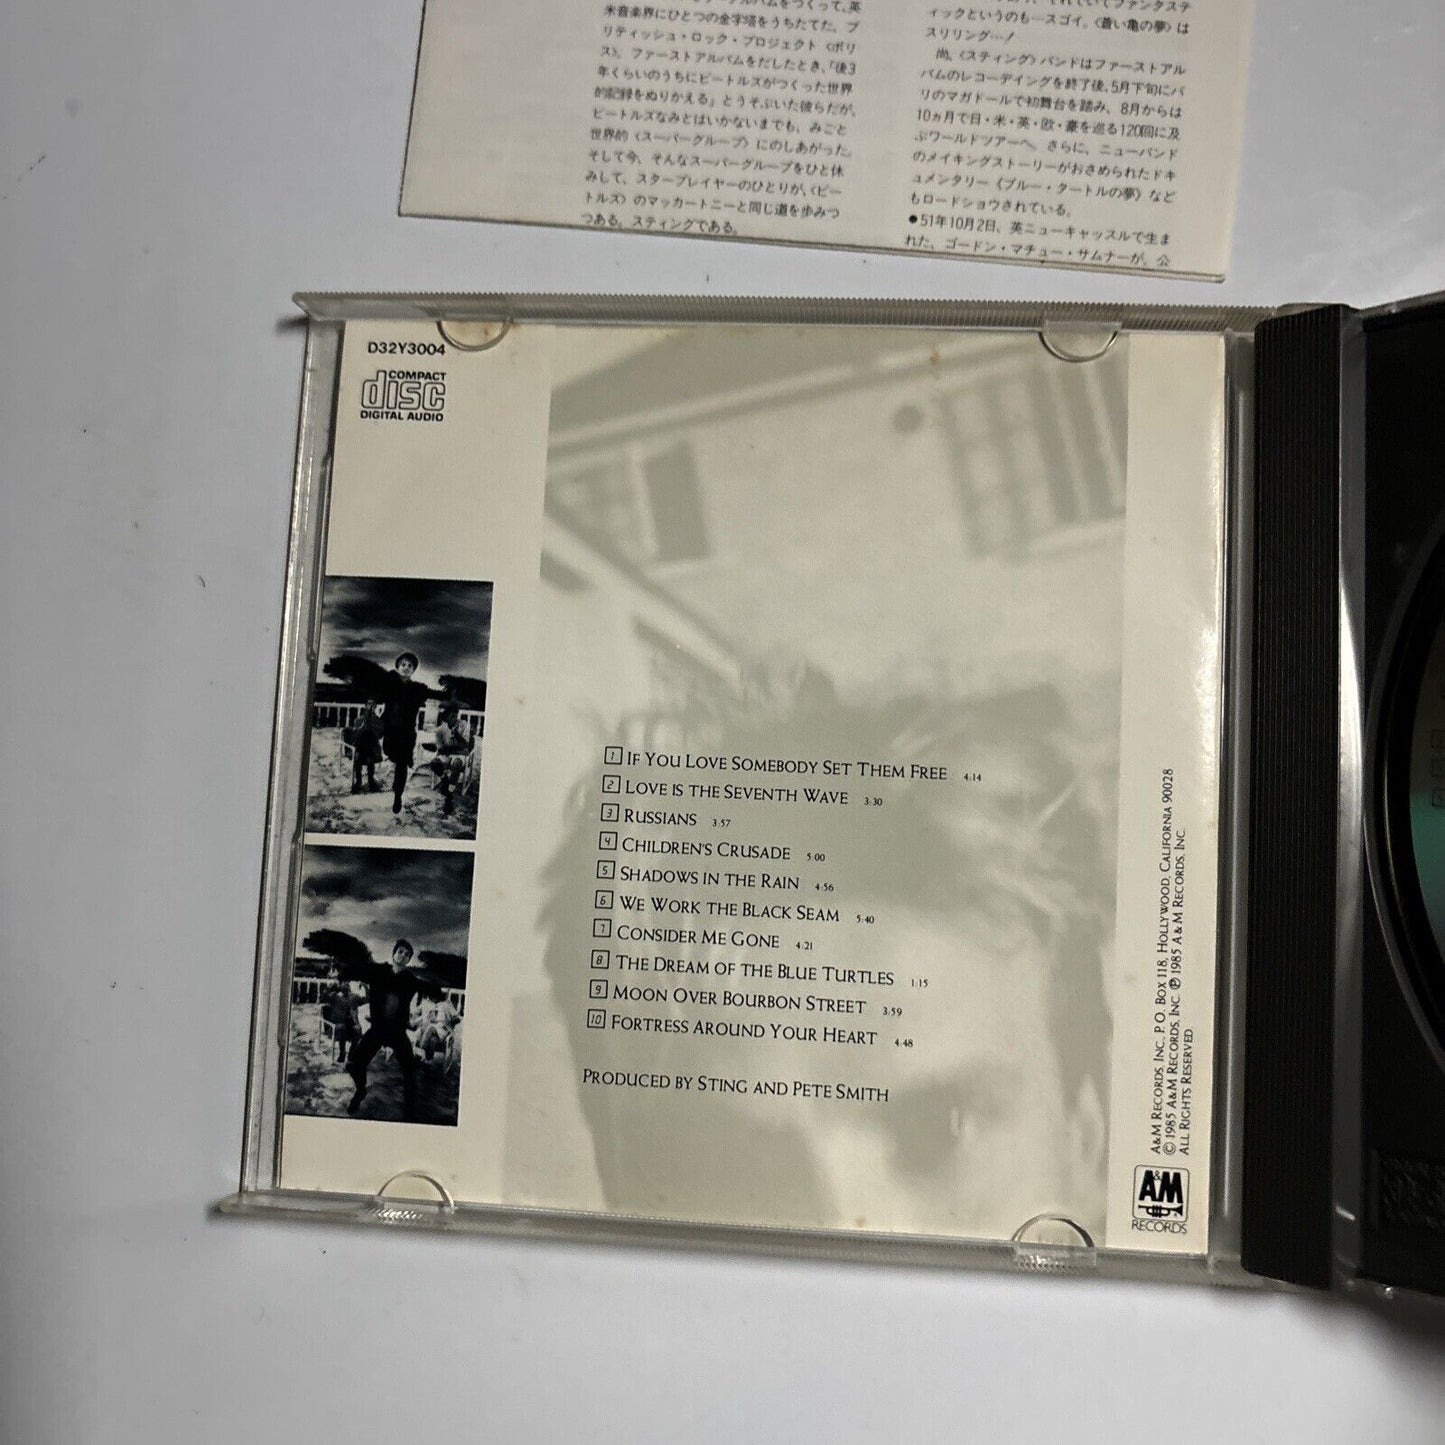 米音楽界にひとつの金字塔をうちたてた、ブ
リティッシュ・ロック・プロジェクト〈ポリ
ス〉。ファーストアルバムをだしたとき、「後3
年くらいのうちにビートルズがつくった世界
的記録をぬりかえる」とうそぶいた彼らだが、
ビートルズなみとはいかないまでも、みごと
世界的〈スーパーグループ〉にのしあがった。
そして今、そんなスーパーグループをひと休
みして、スタープレイヤーのひとりが、〈ビー
トルズ〉のマッカートニーと同じ道を歩みつ
つある。スティングである。
ィックというのも…スゴイ。〈蒼い亀の夢〉は
スリリング…!
尚、〈スティング〉バンドはファーストアル
バムのレコーディングを終了後、5月下旬にパ
リのマガドールで初舞台を踏み、8月からは
10ヵ月で日・米・英・欧・豪を巡る120回に及
ぶワールドツアーへ。さらに、ニューバンド
のメイキングストーリーがおさめられたドキ
ュメンタリー〈ブルー・タートルの夢〉など
もロードショウされている。
●51年10月2日、英ニューキャッスルで生ま
れた、ゴードン・マチュー・サムナーが、公
D32Y3004
COMPACT
disc
DIGITAL AUDIO
1 IF YOU LOVE SOMEBODY SET THEM FREE 4:14
2 LOVE IS THE SEVENTH WAVE 3:30
3 RUSSIANS 3:57
4 CHILDREN'S CRUSADE 5:00
5 SHADOWS IN THE RAIN 4:56
6 WE WORK THE BLACK SEAM 5:40
7 CONSIDER ME GONE 4:21
8 THE DREAM OF THE BLUE TURTLES 1:15
9 MOON OVER BOURBON STREET 3:59
10 FORTRESS AROUND YOUR HEART 4:48
PRODUCED BY STING AND PETE SMITH
A&M RECORDS, INC., P.O. BOX 118, HOLLYWOOD, CALIFORNIA 90028
© 1985 A&M RECORDS, INC. ℗ 1985 A&M RECORDS, INC.
ALL RIGHTS RESERVED
A&M
RECORDS